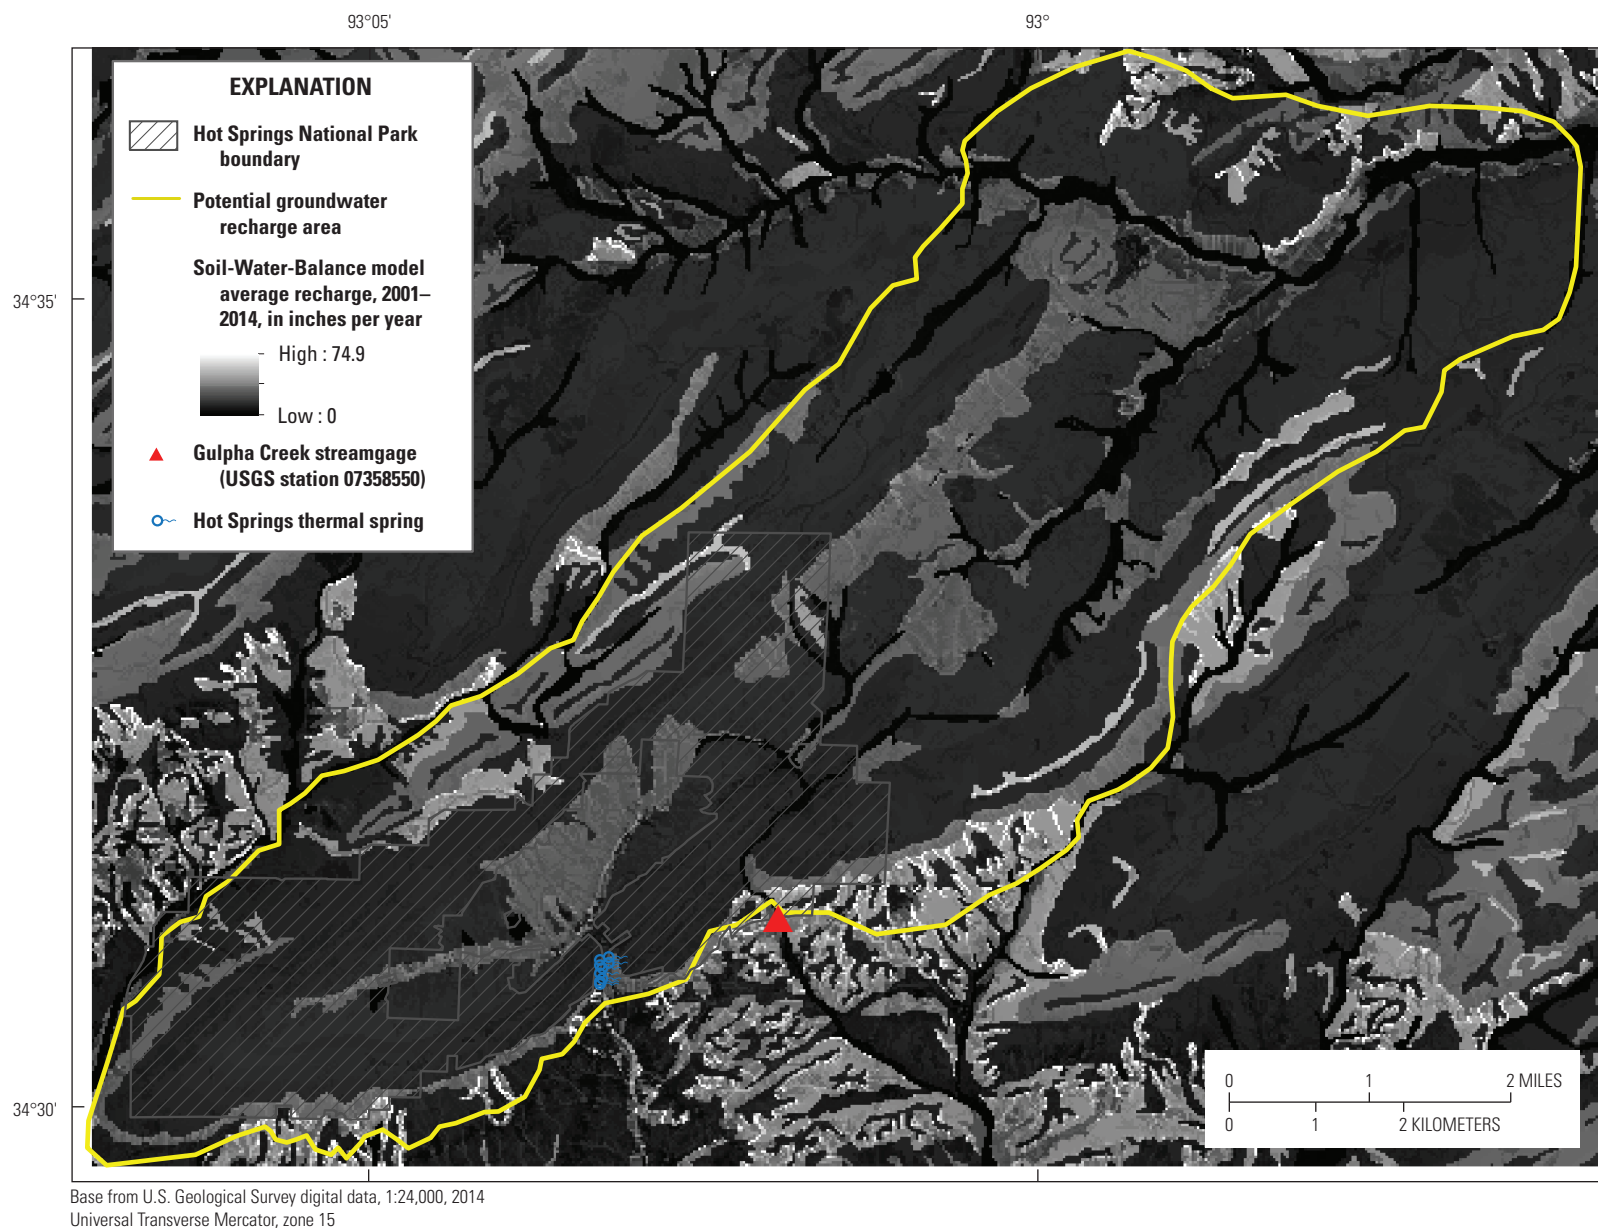 93°05'
93°
EXPLANATION
Hot Springs National Park
boundary
Potential groundwater
recharge area
Soil-Water-Balance model
average recharge, 2001–
2014, in inches per year
High : 74.9
Low : 0
Gulpha Creek streamgage
(USGS station 07358550)
Hot Springs thermal spring
34°35'
34°30'
0 1 2 MILES
0 1 2 KILOMETERS
Base from U.S. Geological Survey digital data, 1:24,000, 2014
Universal Transverse Mercator, zone 15